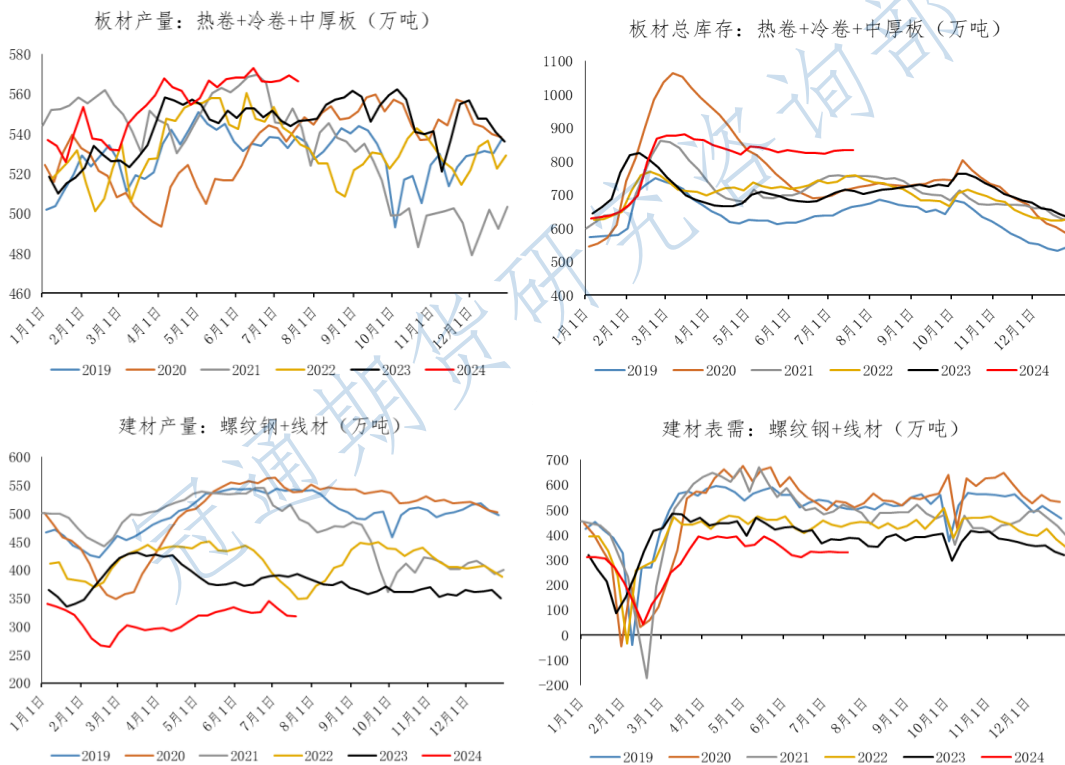 板材产量：热卷+冷卷+中厚板（万吨）
580
560
540
520
500
480
460
1月1日
2月1日
3月1日
4月1日
5月1日
6月1日
7月1日
8月1日
9月1日
10月1日
11月1日
12月1日
2019 2020 2021 2022 2023 2024
板材总库存：热卷+冷卷+中厚板（万吨）
1100
1000
900
800
700
600
500
400
1月1日
2月1日
3月1日
4月1日
5月1日
6月1日
7月1日
8月1日
9月1日
10月1日
11月1日
12月1日
2019 2020 2021 2022 2023 2024
建材产量：螺纹钢+线材（万吨）
600
550
500
450
400
350
300
250
200
1月1日
2月1日
3月1日
4月1日
5月1日
6月1日
7月1日
8月1日
9月1日
10月1日
11月1日
12月1日
2019 2020 2021 2022 2023 2024
建材表需：螺纹钢+线材（万吨）
700
600
500
400
300
200
100
0
-100
-200
1月1日
2月1日
3月1日
4月1日
5月1日
6月1日
7月1日
8月1日
9月1日
10月1日
11月1日
12月1日
2019 2020 2021 2022 2023 2024
冠通期货研究咨询部